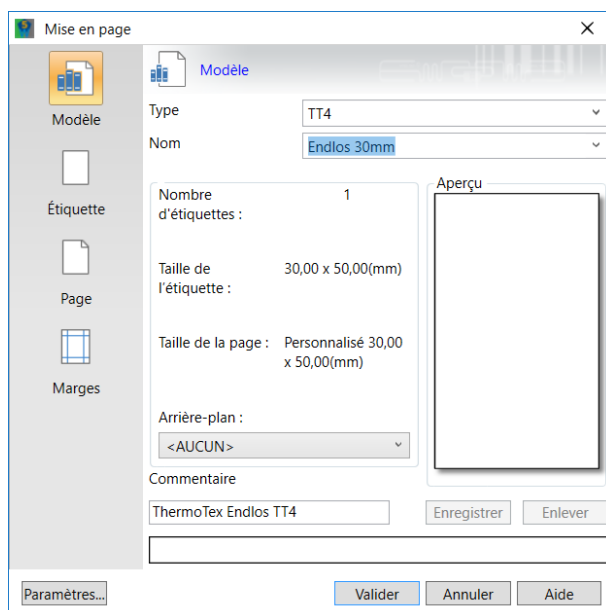 Mise en page
Modèle
Étiquette
Page
Marges
Modèle
Type
TT4
Nom
Endlos 30mm
Nombre
d'étiquettes :
1
Taille de
l'étiquette :
30,00 x 50,00(mm)
Taille de la page :
Personnalisé 30,00
x 50,00(mm)
Arrière-plan :
<AUCUN>
Aperçu
Commentaire
ThermoTex Endlos TT4
Enregistrer
Enlever
Paramètres...
Valider
Annuler
Aide